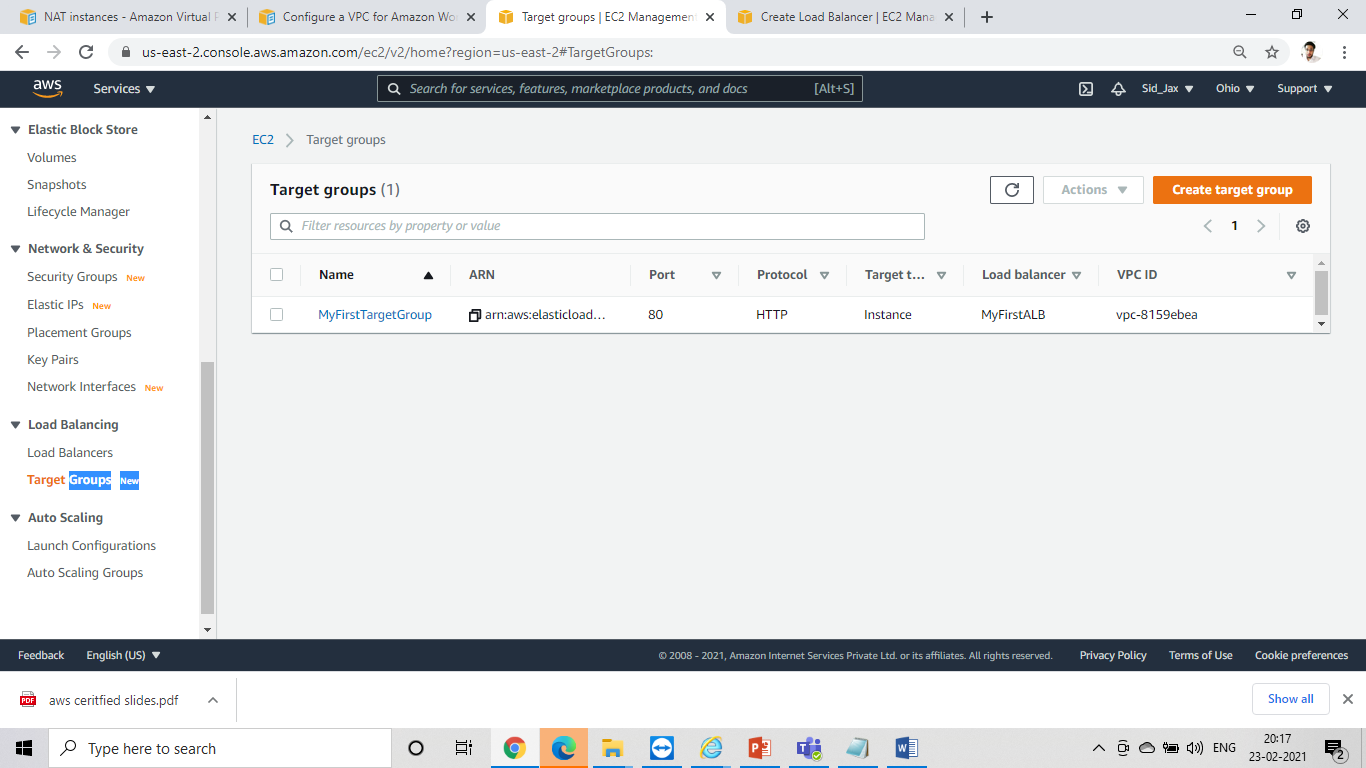 NAT instances - Amazon Virtual P
Configure a VPC for Amazon Wo
Target groups | EC2 Management
Create Load Balancer | EC2 Mana
us-east-2.console.aws.amazon.com/ec2/v2/home?region=us-east-2#TargetGroups:
aws
Services
Search for services, features, marketplace products, and docs
[Alt+S]
Sid_Jax
Ohio
Support
Elastic Block Store
Volumes
Snapshots
Lifecycle Manager
Network & Security
Security Groups New
Elastic IPs New
Placement Groups
Key Pairs
Network Interfaces New
Load Balancing
Load Balancers
Target Groups New
Auto Scaling
Launch Configurations
Auto Scaling Groups
EC2 Target groups
Target groups (1)
Actions
Create target group
Filter resources by property or value
1
Name ARN Port Protocol Target t... Load balancer VPC ID
MyFirstTargetGroup arn:aws:elasticload... 80 HTTP Instance MyFirstALB vpc-8159ebea
Feedback English (US) © 2008 - 2021, Amazon Internet Services Private Ltd. or its affiliates. All rights reserved. Privacy Policy Terms of Use Cookie preferences
PDF aws ceritfied slides.pdf
Show all
Type here to search
ENG
20:17
23-02-2021
2